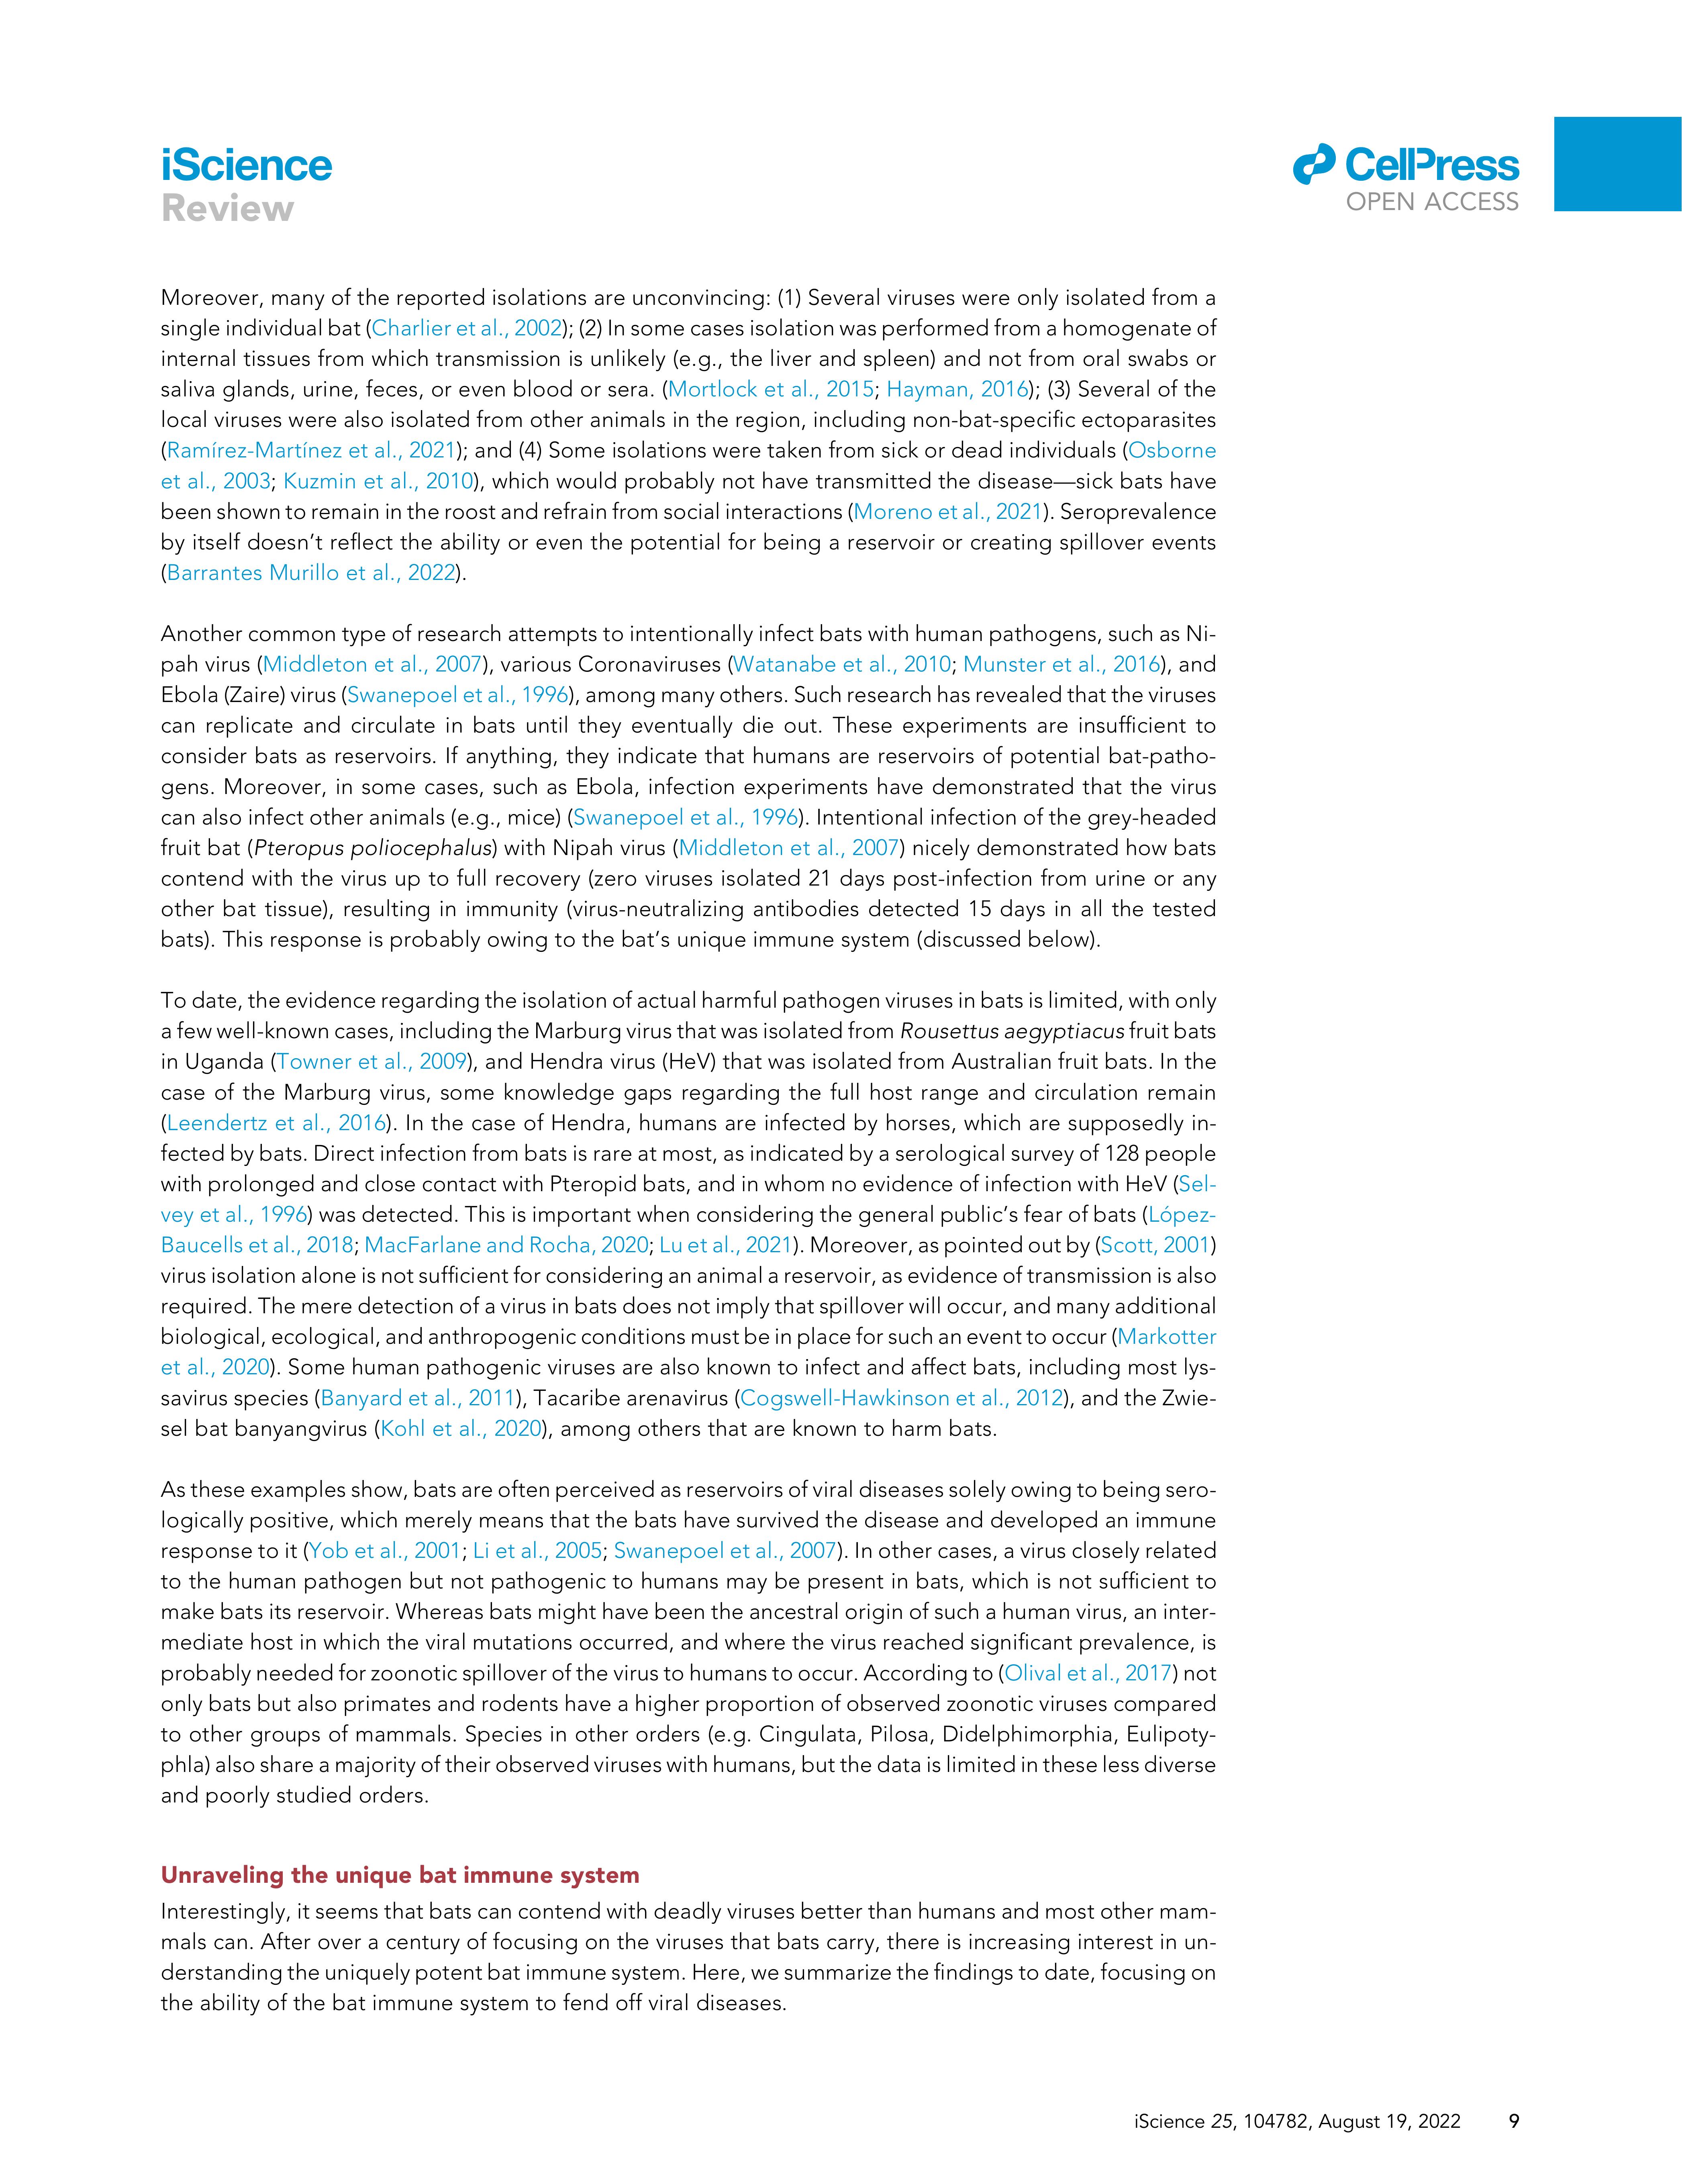 iScience
Review
CellPress
OPEN ACCESS
Moreover, many of the reported isolations are unconvincing: (1) Several viruses were only isolated from a
single individual bat (Charlier et al., 2002); (2) In some cases isolation was performed from a homogenate of
internal tissues from which transmission is unlikely (e.g., the liver and spleen) and not from oral swabs or
saliva glands, urine, feces, or even blood or sera. (Mortlock et al., 2015; Hayman, 2016); (3) Several of the
local viruses were also isolated from other animals in the region, including non-bat-specific ectoparasites
(Ramírez-Martínez et al., 2021); and (4) Some isolations were taken from sick or dead individuals (Osborne
et al., 2003; Kuzmin et al., 2010), which would probably not have transmitted the disease—sick bats have
been shown to remain in the roost and refrain from social interactions (Moreno et al., 2021). Seroprevalence
by itself doesn't reflect the ability or even the potential for being a reservoir or creating spillover events
(Barrantes Murillo et al., 2022).
Another common type of research attempts to intentionally infect bats with human pathogens, such as Ni-
pah virus (Middleton et al., 2007), various Coronaviruses (Watanabe et al., 2010; Munster et al., 2016), and
Ebola (Zaire) virus (Swanepoel et al., 1996), among many others. Such research has revealed that the viruses
can replicate and circulate in bats until they eventually die out. These experiments are insufficient to
consider bats as reservoirs. If anything, they indicate that humans are reservoirs of potential bat-patho-
gens. Moreover, in some cases, such as Ebola, infection experiments have demonstrated that the virus
can also infect other animals (e.g., mice) (Swanepoel et al., 1996). Intentional infection of the grey-headed
fruit bat (Pteropus poliocephalus) with Nipah virus (Middleton et al., 2007) nicely demonstrated how bats
contend with the virus up to full recovery (zero viruses isolated 21 days post-infection from urine or any
other bat tissue), resulting in immunity (virus-neutralizing antibodies detected 15 days in all the tested
bats). This response is probably owing to the bat's unique immune system (discussed below).
To date, the evidence regarding the isolation of actual harmful pathogen viruses in bats is limited, with only
a few well-known cases, including the Marburg virus that was isolated from Rousettus aegyptiacus fruit bats
in Uganda (Towner et al., 2009), and Hendra virus (HeV) that was isolated from Australian fruit bats. In the
case of the Marburg virus, some knowledge gaps regarding the full host range and circulation remain
(Leendertz et al., 2016). In the case of Hendra, humans are infected by horses, which are supposedly in-
fected by bats. Direct infection from bats is rare at most, as indicated by a serological survey of 128 people
with prolonged and close contact with Pteropid bats, and in whom no evidence of infection with HeV (Sel-
vey et al., 1996) was detected. This is important when considering the general public's fear of bats (López-
Baucells et al., 2018; MacFarlane and Rocha, 2020; Lu et al., 2021). Moreover, as pointed out by (Scott, 2001)
virus isolation alone is not sufficient for considering an animal a reservoir, as evidence of transmission is also
required. The mere detection of a virus in bats does not imply that spillover will occur, and many additional
biological, ecological, and anthropogenic conditions must be in place for such an event to occur (Markotter
et al., 2020). Some human pathogenic viruses are also known to infect and affect bats, including most lys-
savirus species (Banyard et al., 2011), Tacaribe arenavirus (Cogswell-Hawkinson et al., 2012), and the Zwie-
sel bat banyangvirus (Kohl et al., 2020), among others that are known to harm bats.
As these examples show, bats are often perceived as reservoirs of viral diseases solely owing to being sero-
logically positive, which merely means that the bats have survived the disease and developed an immune
response to it (Yob et al., 2001; Li et al., 2005; Swanepoel et al., 2007). In other cases, a virus closely related
to the human pathogen but not pathogenic to humans may be present in bats, which is not sufficient to
make bats its reservoir. Whereas bats might have been the ancestral origin of such a human virus, an inter-
mediate host in which the viral mutations occurred, and where the virus reached significant prevalence, is
probably needed for zoonotic spillover of the virus to humans to occur. According to (Olival et al., 2017) not
only bats but also primates and rodents have a higher proportion of observed zoonotic viruses compared
to other groups of mammals. Species in other orders (e.g. Cingulata, Pilosa, Didelphimorphia, Eulipoty-
phla) also share a majority of their observed viruses with humans, but the data is limited in these less diverse
and poorly studied orders.
Unraveling the unique bat immune system
Interestingly, it seems that bats can contend with deadly viruses better than humans and most other mam-
mals can. After over a century of focusing on the viruses that bats carry, there is increasing interest in un-
derstanding the uniquely potent bat immune system. Here, we summarize the findings to date, focusing on
the ability of the bat immune system to fend off viral diseases.
iScience 25, 104782, August 19, 2022 9